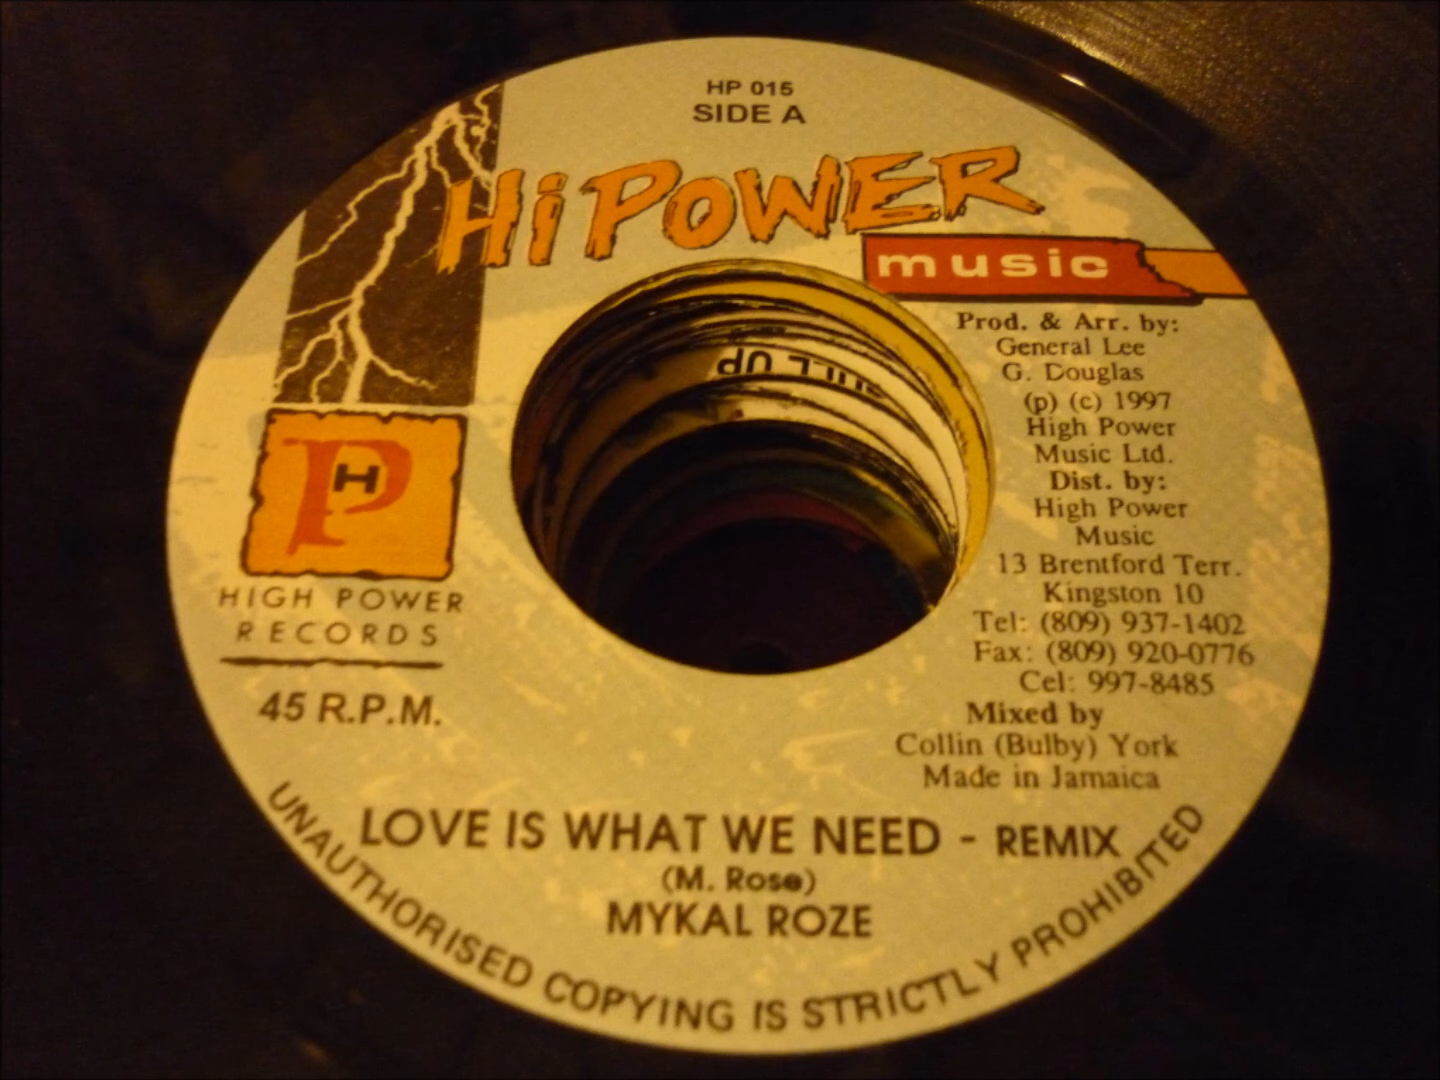 HP 015
SIDE A
Hi POWER
music
Prod. & Arr. by:
General Lee
G. Douglas
(p) (c) 1997
High Power
Music Ltd.
Dist. by:
High Power
Music
13 Brentford Terr.
Kingston 10
Tel: (809) 937-1402
Fax: (809) 920-0776
Cel: 997-8485
Mixed by
Collin (Bulby) York
Made in Jamaica
PH
HIGH POWER
RECORDS
45 R.P.M.
UP
LOVE IS WHAT WE NEED - REMIX
(M. Rose)
MYKAL ROZE
UNAUTHORISED COPYING IS STRICTLY PROHIBITED